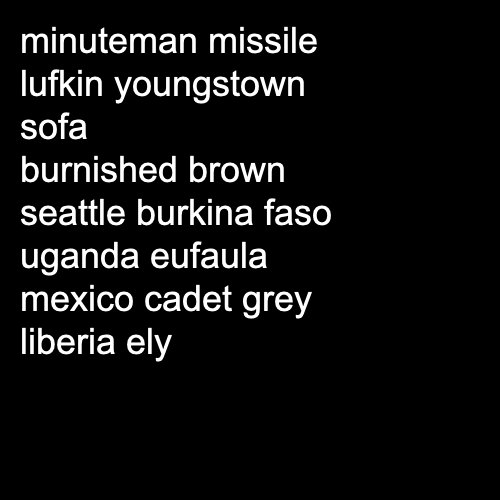 minuteman missile
lufkin youngstown
sofa
burnished brown
seattle burkina faso
uganda eufaula
mexico cadet grey
liberia ely